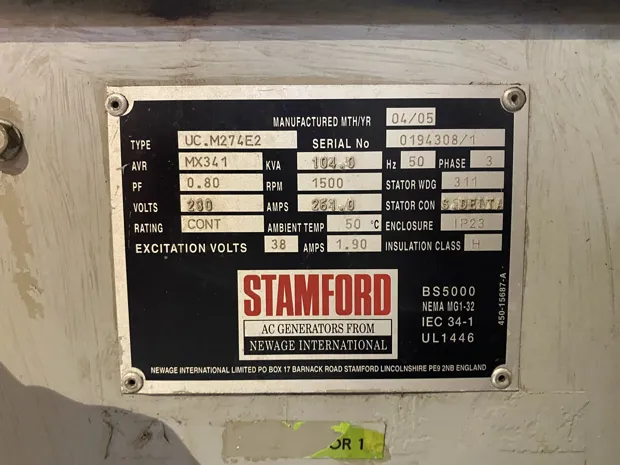 MANUFACTURED MTH/YR 04/05
TYPE UC.M274E2 SERIAL No 0194308/1
AVR MX341 KVA 104.0 Hz 50 PHASE 3
PF 0.80 RPM 1500 STATOR WDG 311
VOLTS AMPS 261.0 STATOR CON S.DELTA
RATING CONT AMBIENT TEMP 50 °C ENCLOSURE IP23
EXCITATION VOLTS 38 AMPS 1.90 INSULATION CLASS H
STAMFORD
AC GENERATORS FROM
NEWAGE INTERNATIONAL
BS5000
NEMA MG1-32
IEC 34-1
UL1446
450-15687-A
NEWAGE INTERNATIONAL LIMITED PO BOX 17 BARNACK ROAD STAMFORD LINCOLNSHIRE PE9 2NB ENGLAND
OR 1